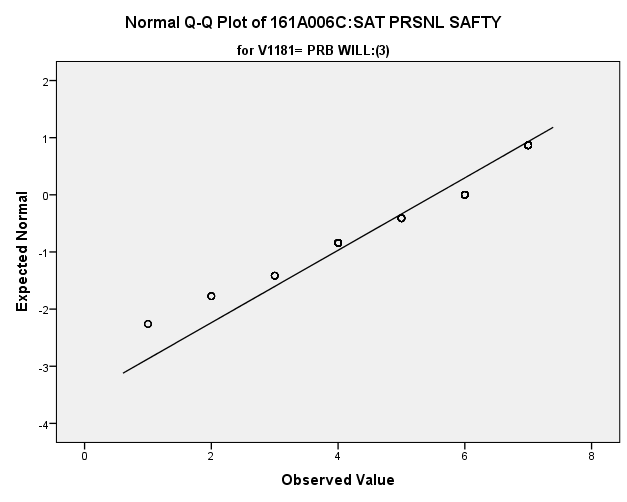 Normal Q-Q Plot of 161A006C:SAT PRSNL SAFTY
for V1181= PRB WILL:(3)
Expected Normal
2
1
0
-1
-2
-3
-4
0 2 4 6 8
Observed Value